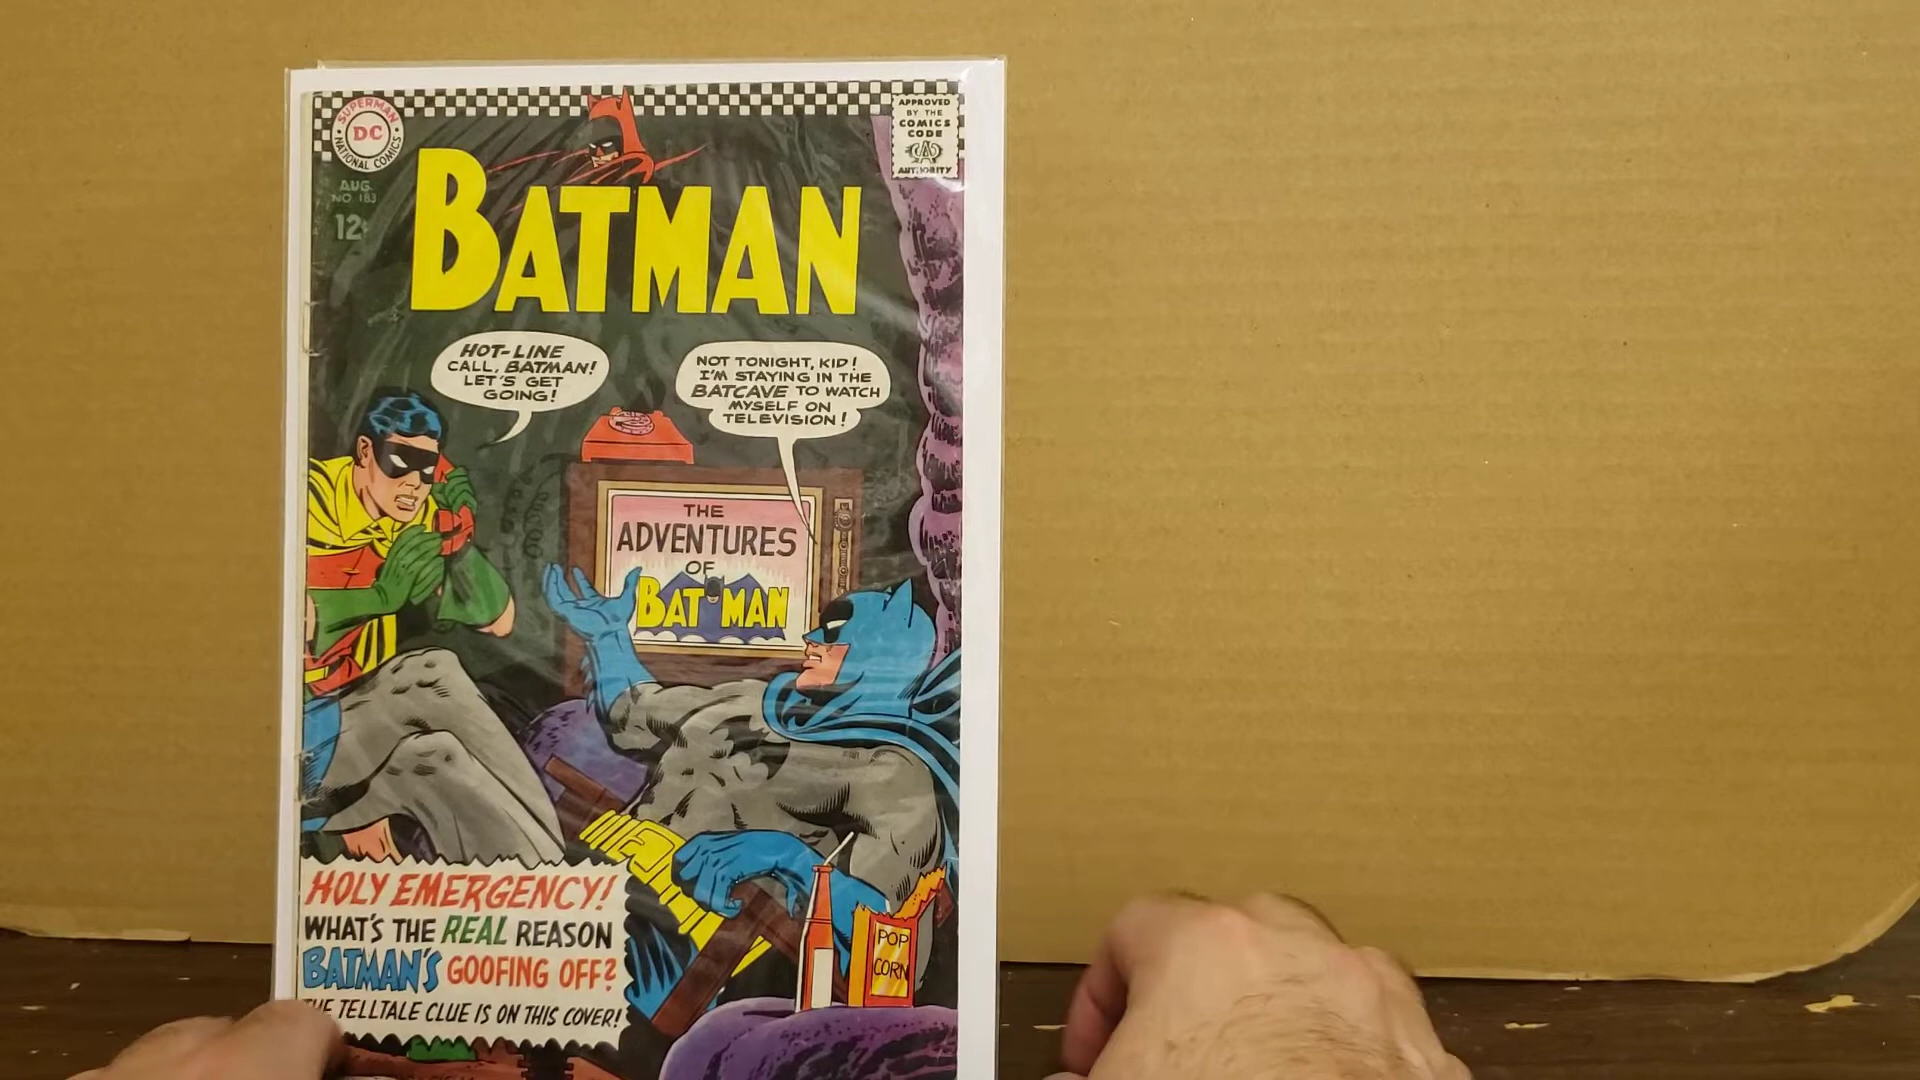 SUPERMAN
DC
NATIONAL COMICS
APPROVED
BY THE
COMICS
CODE
CA
AUTHORITY
AUG.
NO. 183
12¢
BATMAN
HOT-LINE
CALL, BATMAN!
LET'S GET
GOING!
NOT TONIGHT, KID!
I'M STAYING IN THE
BATCAVE TO WATCH
MYSELF ON
TELEVISION!
THE
ADVENTURES
OF
BATMAN
HOLY EMERGENCY!
WHAT'S THE REAL REASON
BATMAN'S GOOFING OFF?
THE TELLTALE CLUE IS ON THIS COVER!
POP
CORN